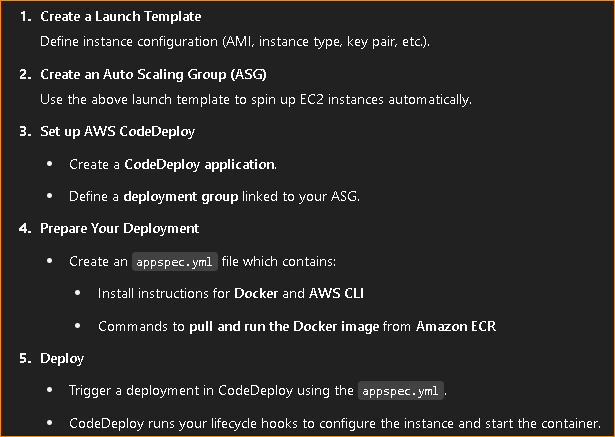 1. Create a Launch Template
Define instance configuration (AMI, instance type, key pair, etc.).
2. Create an Auto Scaling Group (ASG)
Use the above launch template to spin up EC2 instances automatically.
3. Set up AWS CodeDeploy
• Create a CodeDeploy application.
• Define a deployment group linked to your ASG.
4. Prepare Your Deployment
• Create an appspec.yml file which contains:
• Install instructions for Docker and AWS CLI
• Commands to pull and run the Docker image from Amazon ECR
5. Deploy
• Trigger a deployment in CodeDeploy using the appspec.yml.
• CodeDeploy runs your lifecycle hooks to configure the instance and start the container.